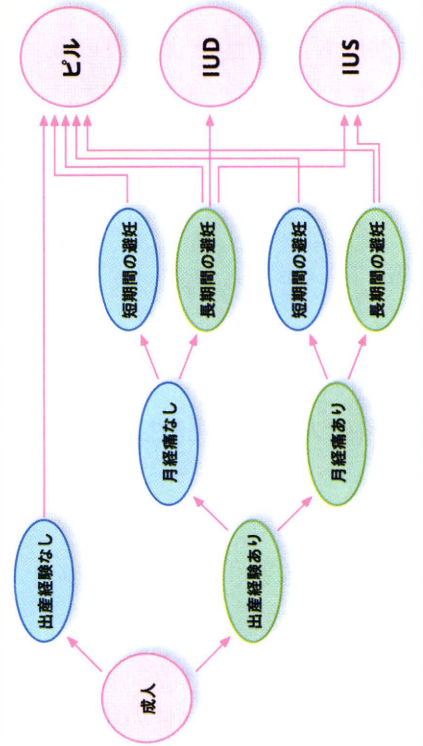 成人
出産経験なし
出産経験あり
月経痛なし
月経痛あり
短期間の避妊
長期間の避妊
短期間の避妊
長期間の避妊
ピル
IUD
IUS